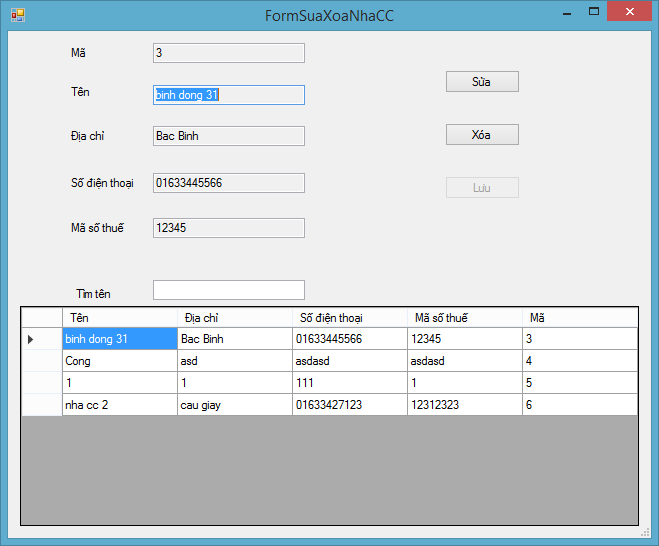 FormSuaXoaNhaCC
Mã 3
Tên binh dong 31 Sửa
Địa chỉ Bac Binh Xóa
Số điện thoại 01633445566 Lưu
Mã số thuế 12345
Tìm tên
Tên Địa chỉ Số điện thoại Mã số thuế Mã
binh dong 31 Bac Binh 01633445566 12345 3
Cong asd asdasd asdasd 4
1 1 111 1 5
nha cc 2 cau giay 01633427123 12312323 6